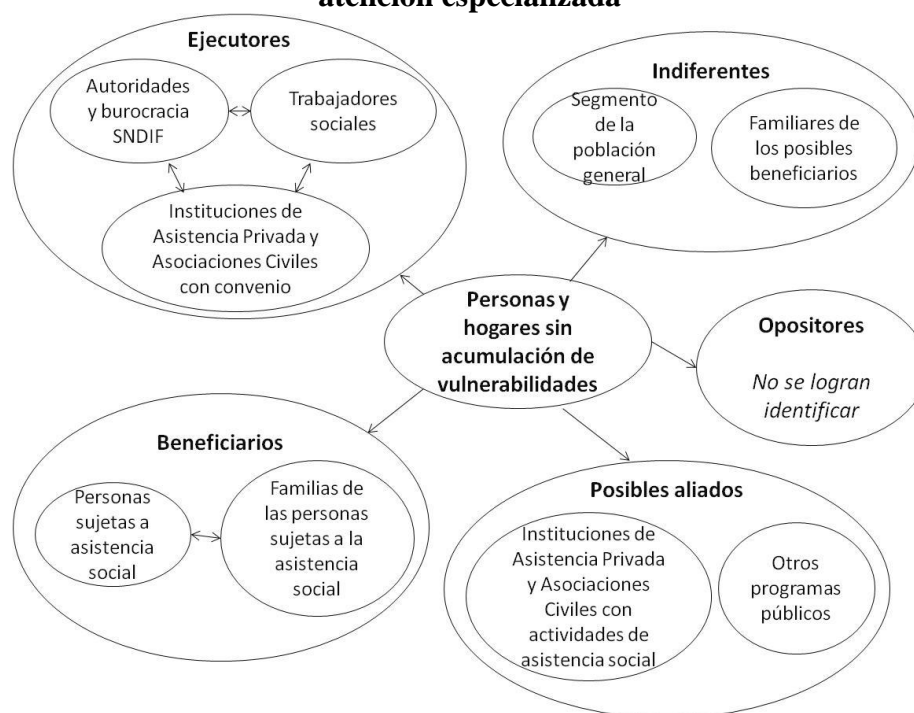 atención especializada
Ejecutores
Autoridades
y burocracia
SNDIF
Trabajadores
sociales
Instituciones de
Asistencia Privada y
Asociaciones Civiles
con convenio
Indiferentes
Segmento
de la
población
general
Familiares de
los posibles
beneficiarios
Personas y
hogares sin
acumulación de
vulnerabilidades
Opositores
No se logran
identificar
Beneficiarios
Personas
sujetas a
asistencia
social
Familias de
las personas
sujetas a la
asistencia
social
Posibles aliados
Instituciones de
Asistencia Privada
y Asociaciones
Civiles con
actividades de
asistencia social
Otros
programas
públicos